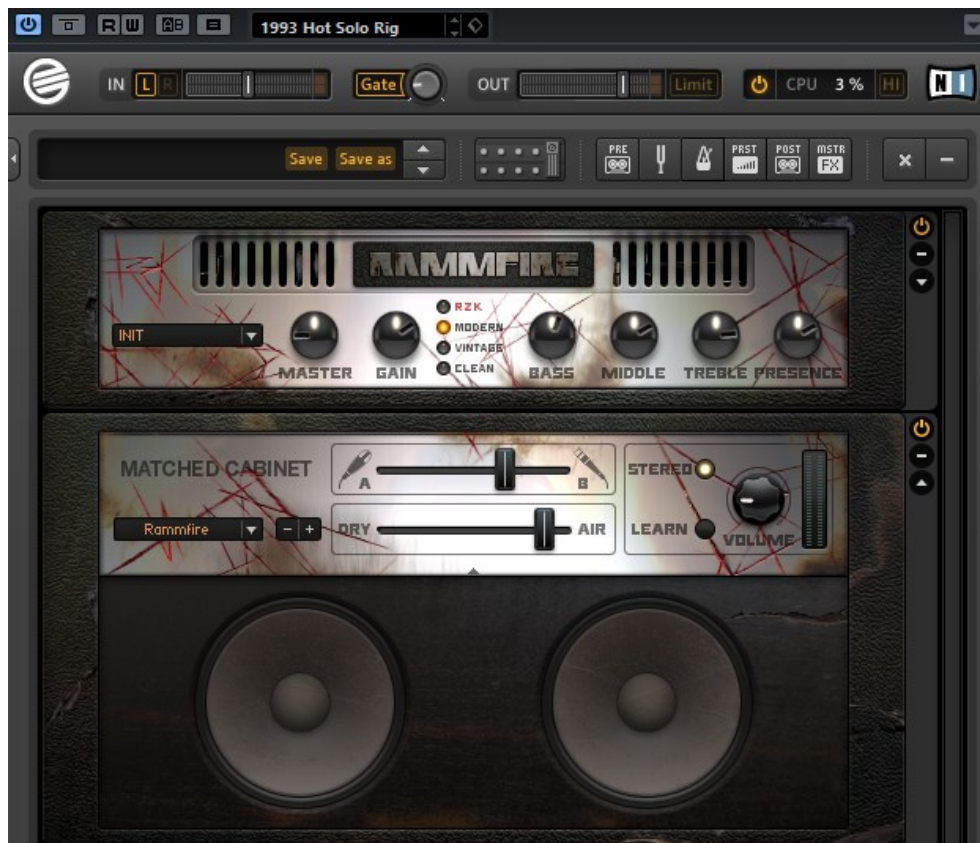 R W AB 1993 Hot Solo Rig
IN L R Gate OUT Limit CPU 3 % HI NI
Save Save as PRE PRST POST MSTR FX
RZK
RAMMFIRE
RZK
INIT MODERN
VINTAGE
MASTER GAIN CLEAN BASS MIDDLE TREBLE PRESENCE
MATCHED CABINET A B STEREO
Rammfire - + DRY AIR LEARN VOLUME